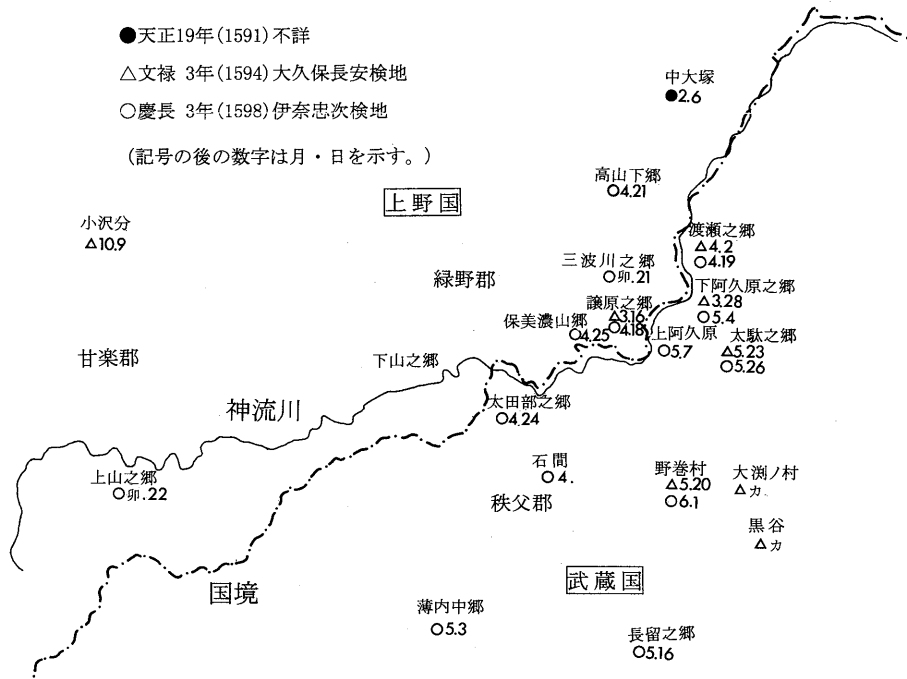 ●天正19年(1591)不詳
△文禄 3年(1594)大久保長安検地
○慶長 3年(1598)伊奈忠次検地
(記号の後の数字は月・日を示す。)
中大塚
●2.6
高山下郷
○4.21
上野国
小沢分
△10.9
渡瀬之郷
△4.2
○4.19
三波川之郷
○卯.21
緑野郡
下阿久原之郷
△3.28
○5.4
譲原之郷
△3.16
○4.18
保美濃山郷
○4.25
上阿久原
○5.7
太駄之郷
△5.23
○5.26
甘楽郡
下山之郷
神流川
太田部之郷
○4.24
上山之郷
○卯.22
石間
○4.
秩父郡
野巻村
△5.20
○6.1
大渕ノ村
△カ
黒谷
△カ
国境
武蔵国
薄内中郷
○5.3
長留之郷
○5.16